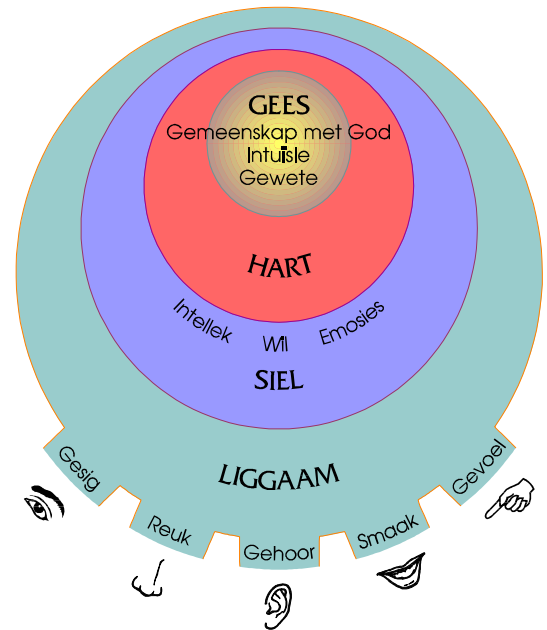 GEES
Gemeenskap met God
Intuïsie
Gewete
HART
Intellek
Wil
Emosies
SIEL
LIGGAAM
Gesig
Reuk
Gehoor
Smaak
Gevoel